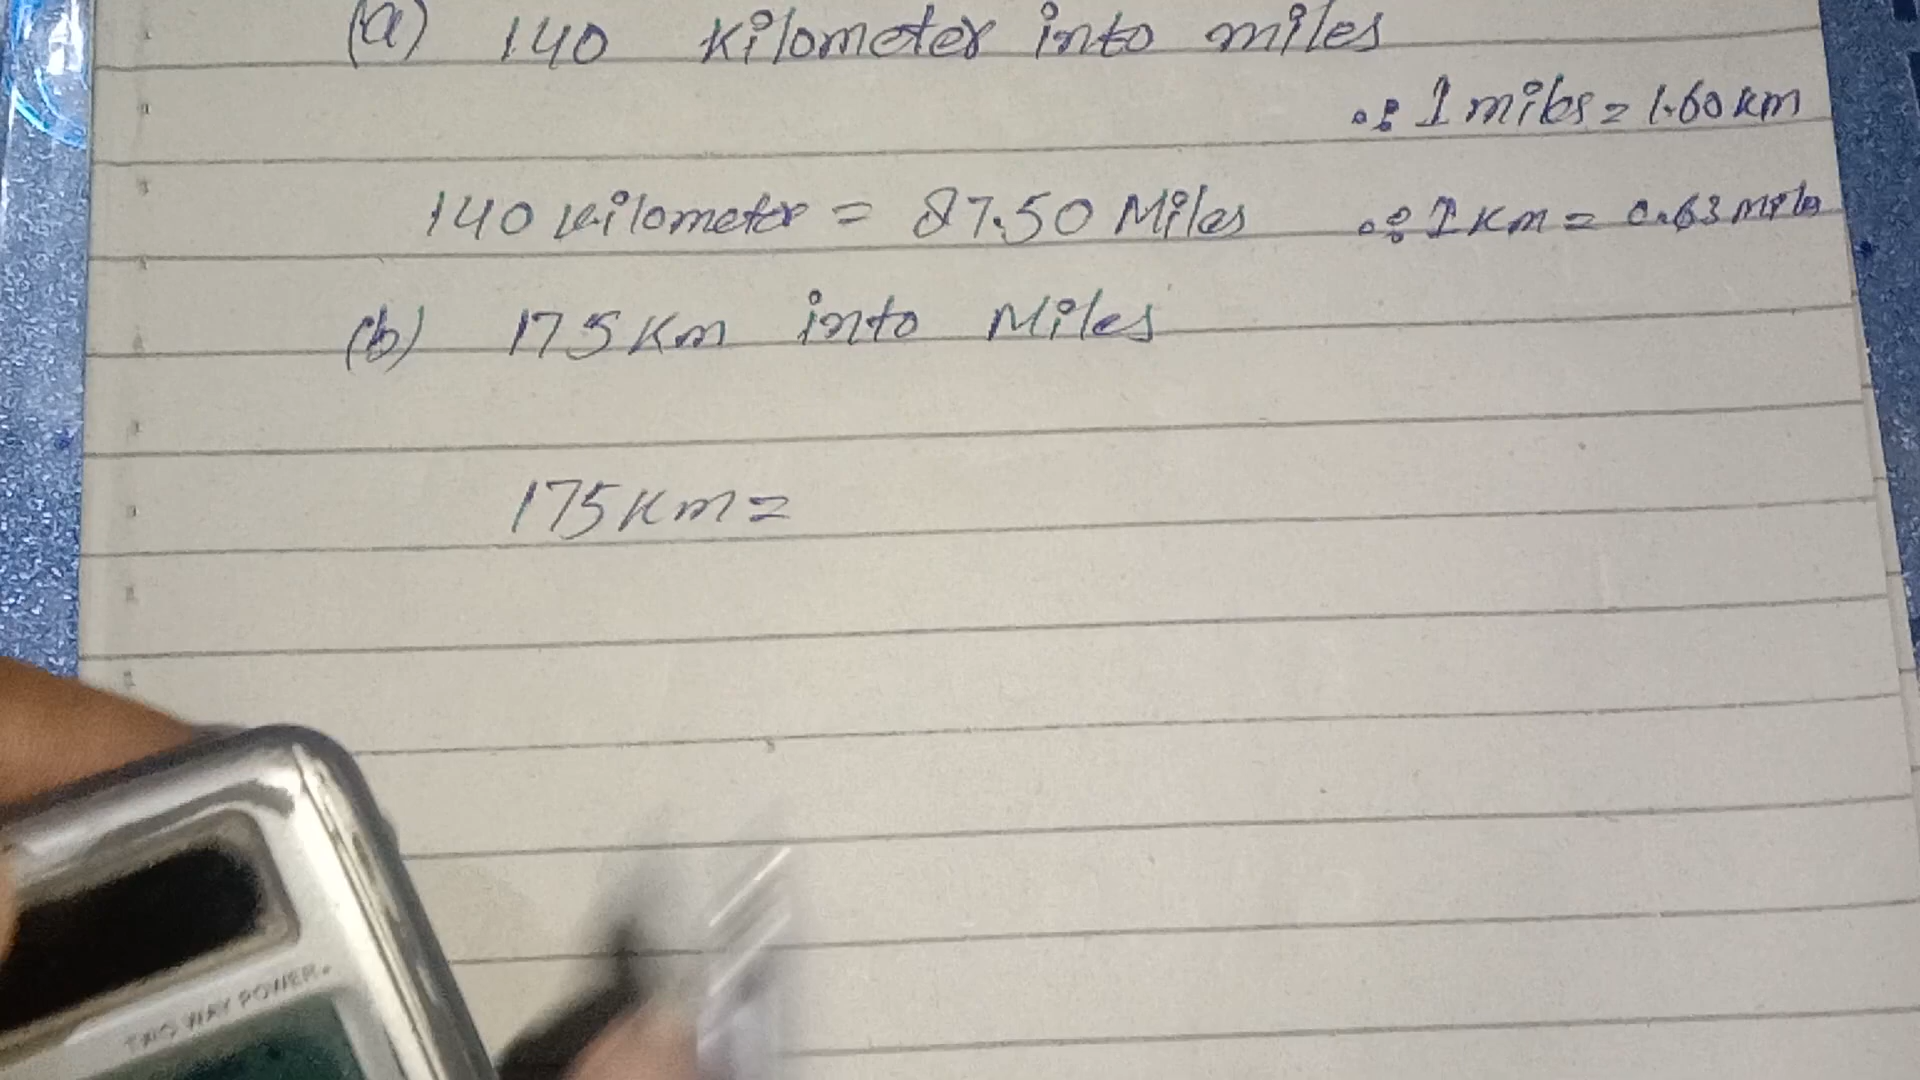 (a) 140 Kilometer into miles
∴ 1 miles = 1.60 km
140 kilometer = 87.50 Miles ∴ 1 Km = 0.63 miles
(b) 175 Km into Miles
175 Km =
TWO WAY POWER